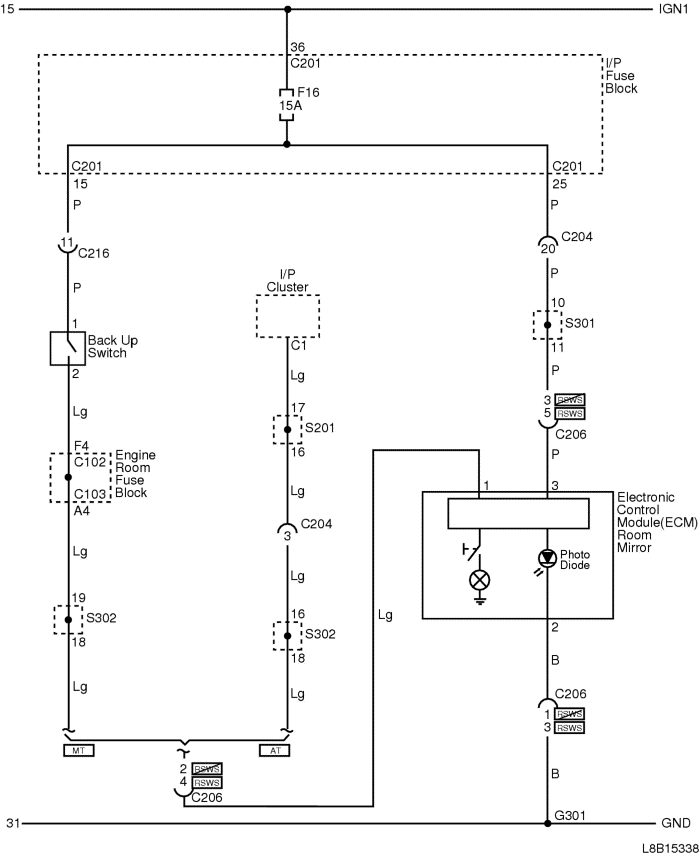 15 IGN1
36
C201
I/P
Fuse
Block
F16
15A
C201
15
C201
25
P
P
11
C216
C204
20
P
P
I/P
Cluster
1
Back Up
Switch
2
10
S301
11
C1
Lg
P
Lg
17
S201
16
3 RSWS
5 RSWS
C206
F4
C102
C103
A4
Engine
Room
Fuse
Block
P
Lg
1
3
Electronic
Control
Module(ECM)
Room
Mirror
C204
3
Photo
Diode
Lg
Lg
19
S302
18
16
S302
18
Lg
2
B
Lg
Lg
C206
1 RSWS
3 RSWS
MT
AT
2 RSWS
4 RSWS
C206
B
G301
31 GND
L8B15338